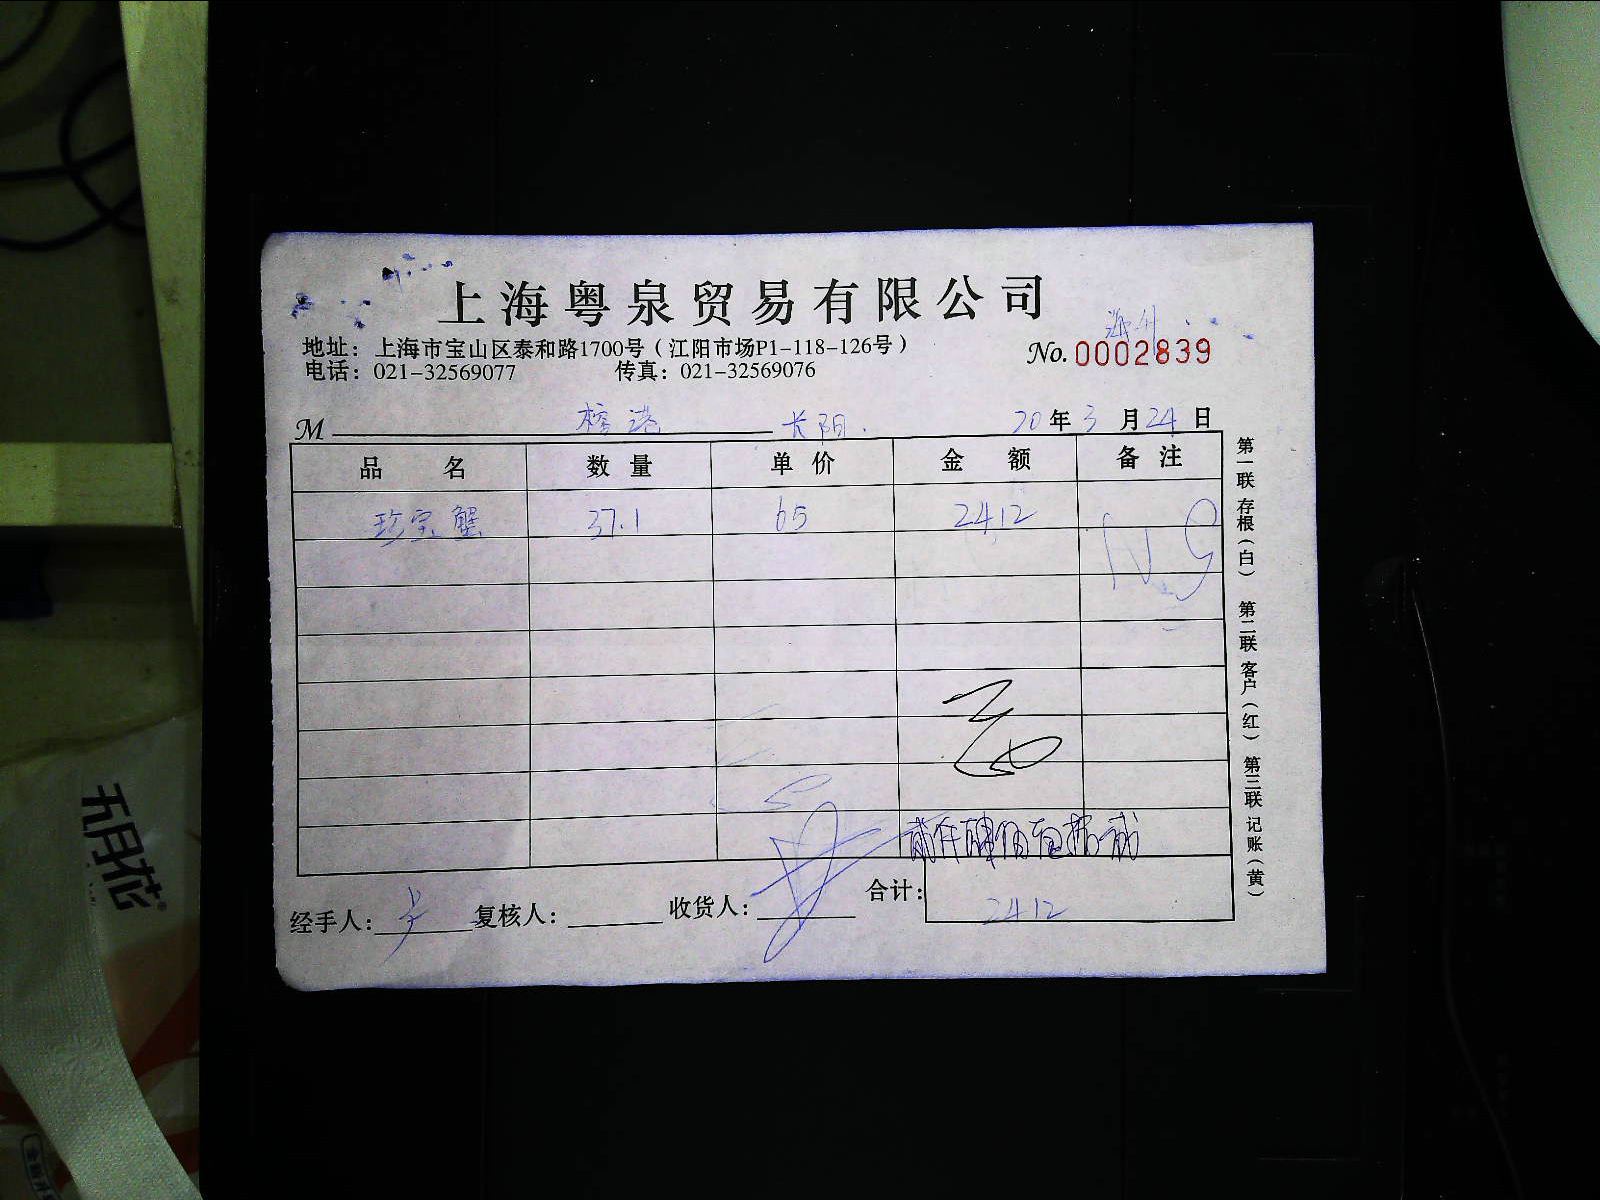 上海粤泉贸易有限公司
地址：上海市宝山区泰和路1700号（江阳市场P1-118-126号）
电话：021-32569077 传真：021-32569076
No. 0002839
M 榕港 长阳. 20年3月24日
品名 数量 单价 金额 备注
珍宝蟹 37.1 65 2412
合计：2412
经手人： 复核人： 收货人：
第一联 存根（白） 第二联 客户（红） 第三联 记账（黄）
五月花